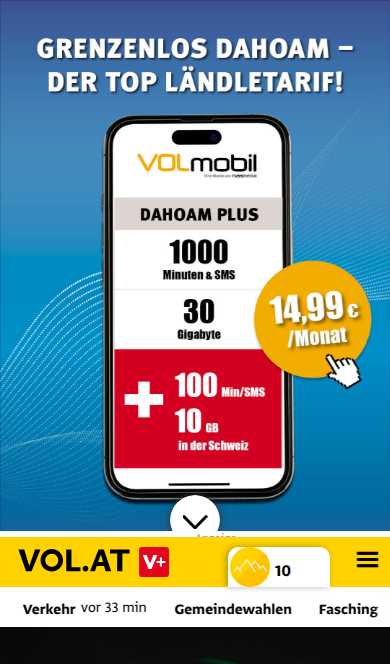 GRENZENLOS DAHOAM –
DER TOP LÄNDLETARIF!
VOLmobil
DAHOAM PLUS
1000
Minuten & SMS
30
Gigabyte
14,99 €
/Monat
100 Min/SMS
10 GB
in der Schweiz
VOL.AT V+
10
Verkehr vor 33 min Gemeindewahlen Fasching